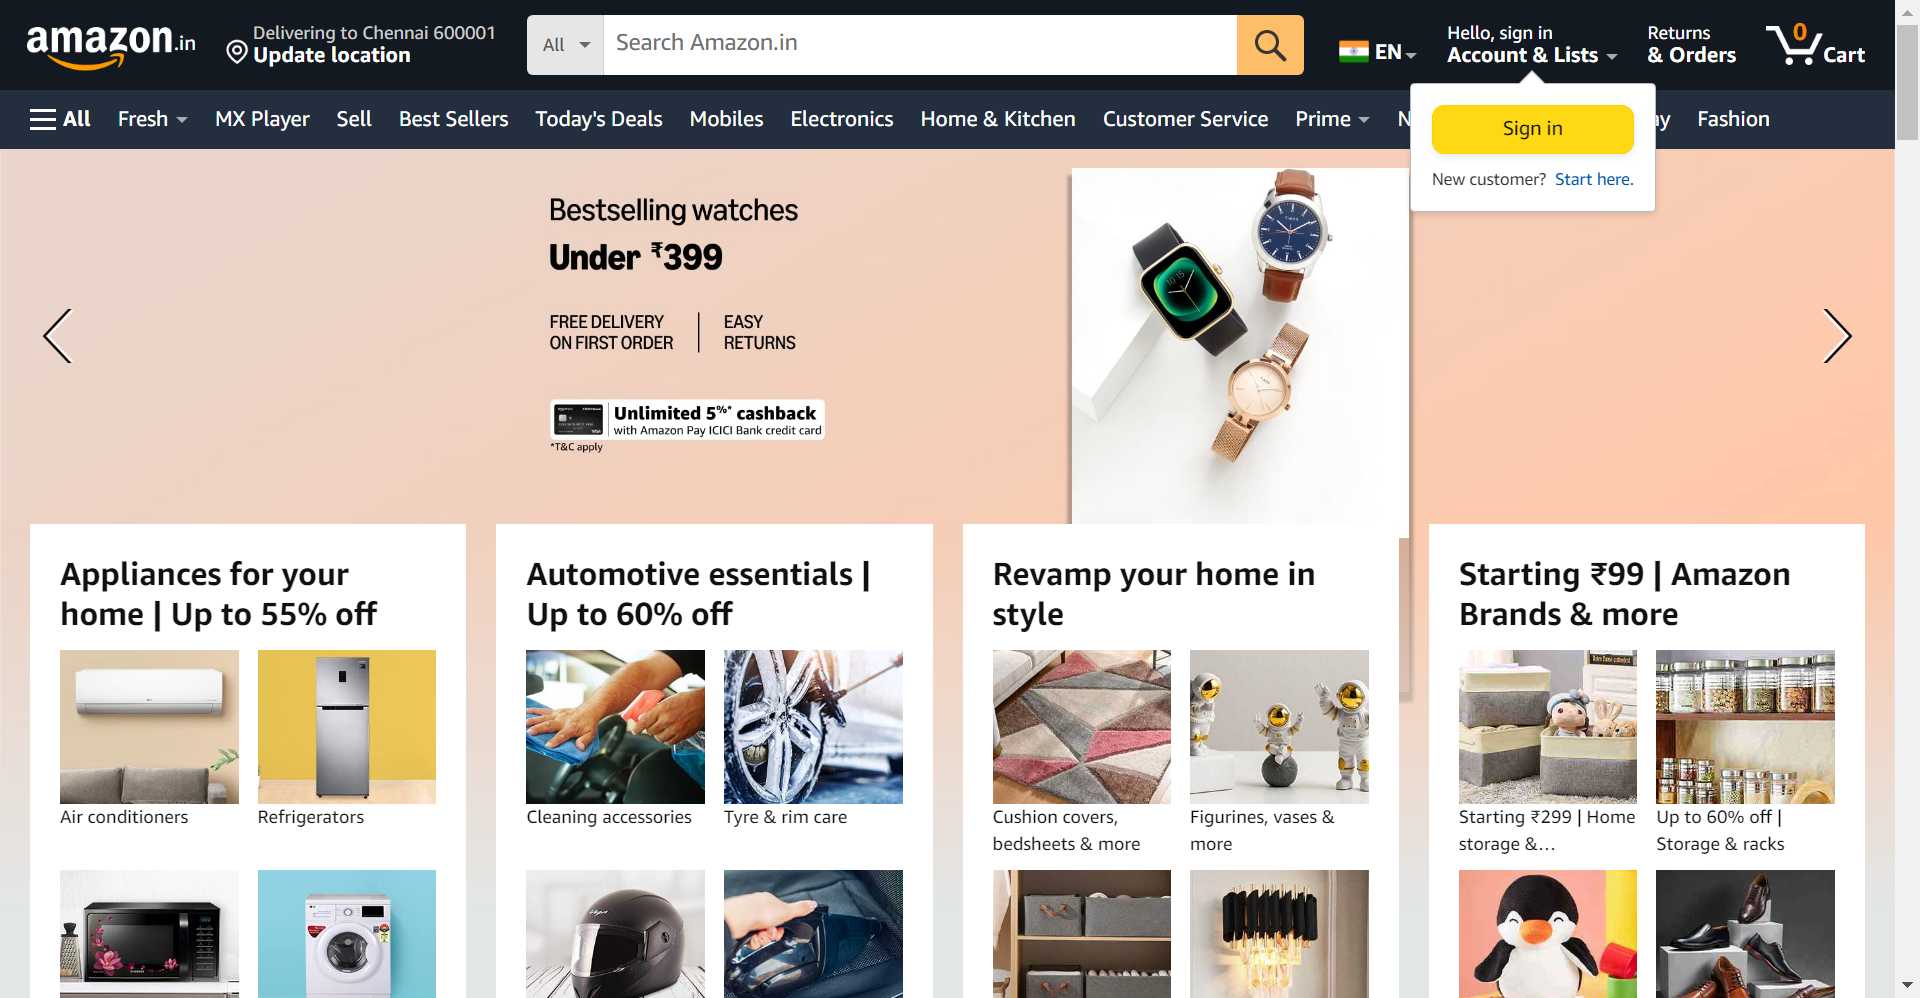 amazon.in
Delivering to Chennai 600001
Update location
All
Search Amazon.in
EN
Hello, sign in
Account & Lists
Returns
& Orders
0
Cart
All
Fresh
MX Player
Sell
Best Sellers
Today's Deals
Mobiles
Electronics
Home & Kitchen
Customer Service
Prime
N
ay
Fashion
Sign in
New customer? Start here.
Bestselling watches
Under ₹399
FREE DELIVERY
ON FIRST ORDER
EASY
RETURNS
Unlimited 5%* cashback
with Amazon Pay ICICI Bank credit card
*T&C apply
Appliances for your
home | Up to 55% off
Air conditioners
Refrigerators
Automotive essentials |
Up to 60% off
Cleaning accessories
Tyre & rim care
Revamp your home in
style
Cushion covers,
bedsheets & more
Figurines, vases &
more
Starting ₹99 | Amazon
Brands & more
Starting ₹299 | Home
storage &...
Up to 60% off |
Storage & racks